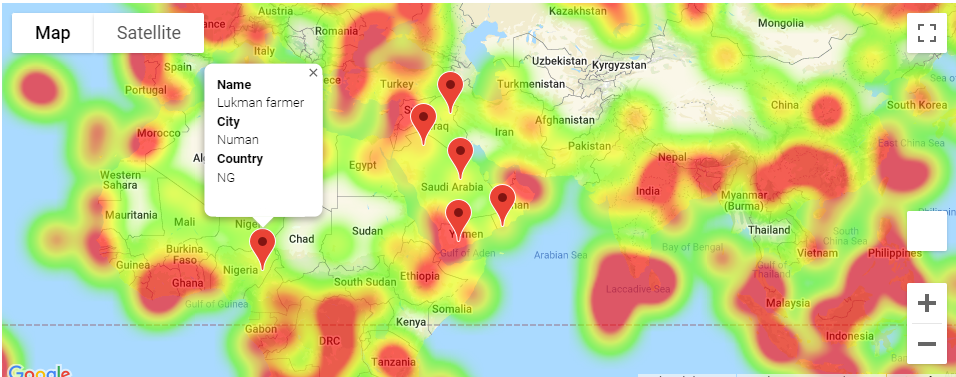 Map
Satellite
Name
Lukman farmer
City
Numan
Country
NG
Austria
Romania
Kazakhstan
Mongolia
Italy
Uzbekistan
Kyrgyzstan
Spain
Portugal
Turkey
Turkmenistan
China
South Korea
Morocco
Iran
Afghanistan
East China Sea
Egypt
Pakistan
Nepal
Western
Sahara
Saudi Arabia
India
Myanmar
(Burma)
Mauritania
Mali
Niger
Chad
Sudan
Yemen
Thailand
South
China Sea
Burkina
Faso
Gulf of Aden
Arabian Sea
Bay of Bengal
Vietnam
Philippines
Guinea
Nigeria
Ethiopia
Gulf of
Thailand
Ghana
South Sudan
Laccadive Sea
Gulf of Guinea
Somalia
Malaysia
Gabon
Kenya
Indonesia
DRC
Tanzania
Google